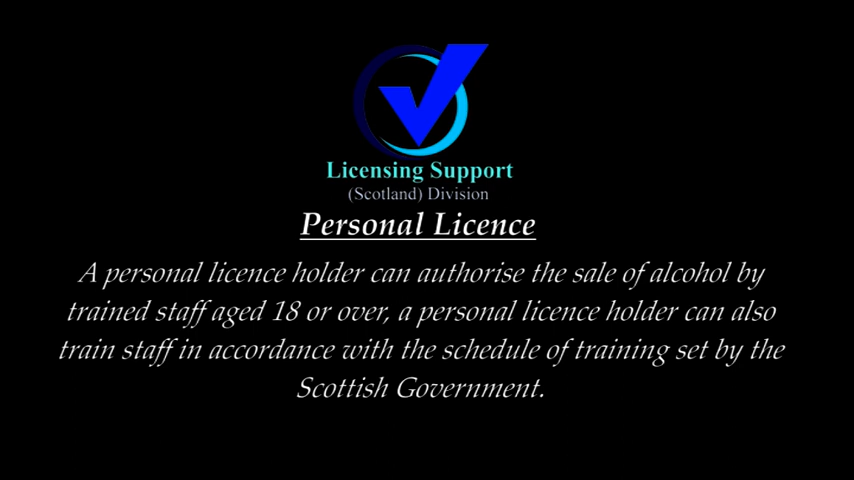 Licensing Support
(Scotland) Division
Personal Licence
A personal licence holder can authorise the sale of alcohol by
trained staff aged 18 or over, a personal licence holder can also
train staff in accordance with the schedule of training set by the
Scottish Government.